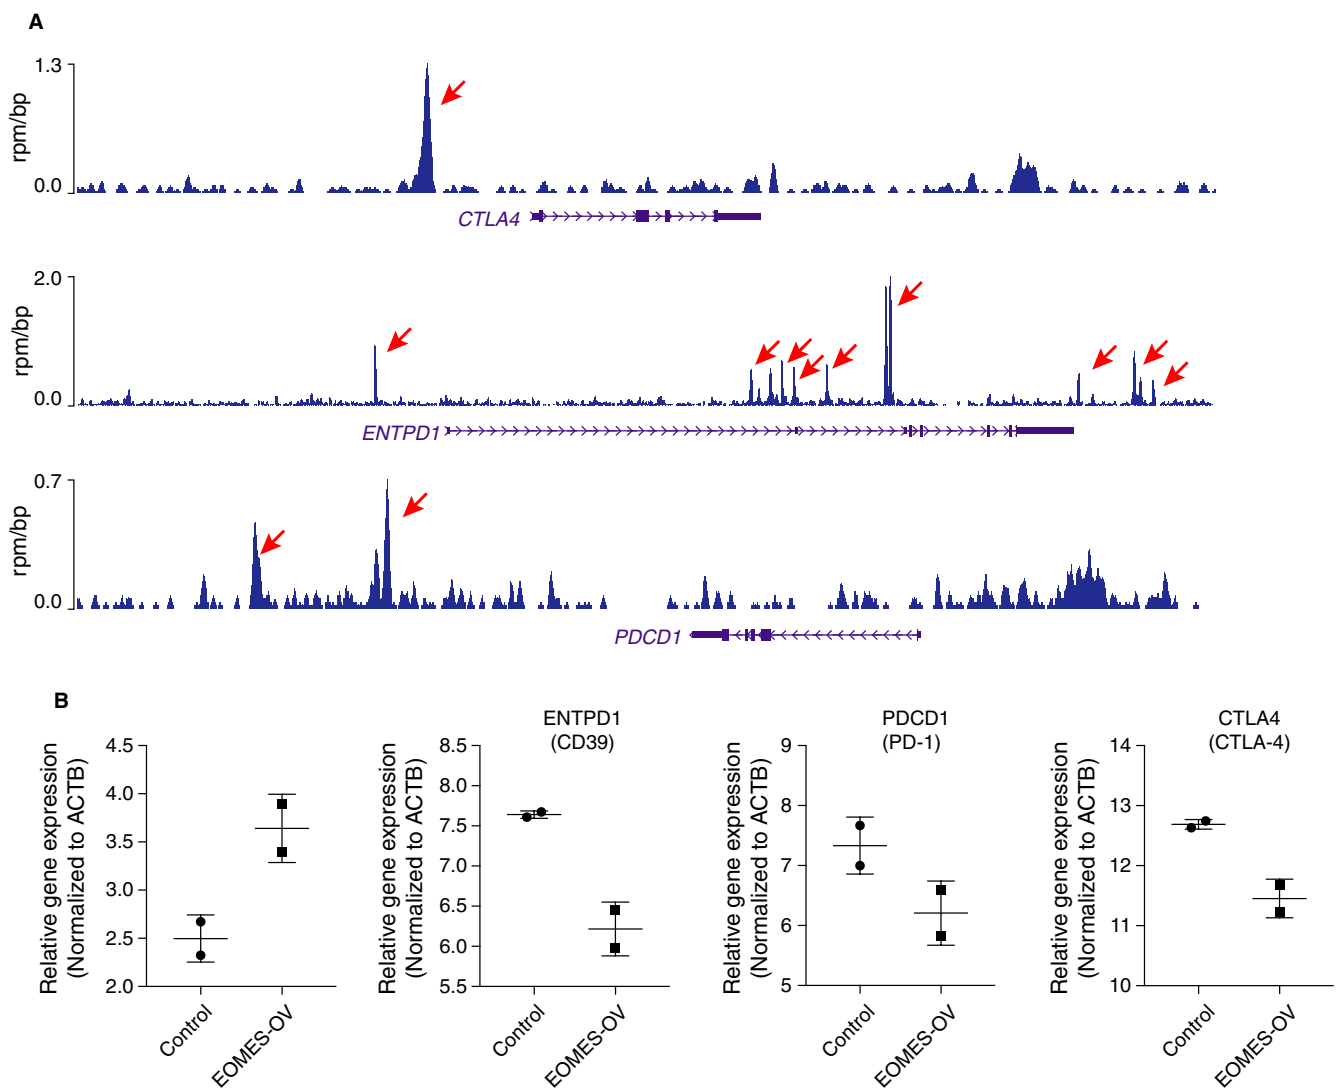 A
1.3
rpm/bp
0.0
CTLA4
2.0
rpm/bp
0.0
ENTPD1
0.7
rpm/bp
0.0
PDCD1
B
Relative gene expression
(Normalized to ACTB)
4.5
4.0
3.5
3.0
2.5
2.0
Control
EOMES-OV
ENTPD1
(CD39)
Relative gene expression
(Normalized to ACTB)
8.5
8.0
7.5
7.0
6.5
6.0
5.5
Control
EOMES-OV
PDCD1
(PD-1)
Relative gene expression
(Normalized to ACTB)
9
8
7
6
5
Control
EOMES-OV
CTLA4
(CTLA-4)
Relative gene expression
(Normalized to ACTB)
14
13
12
11
10
Control
EOMES-OV